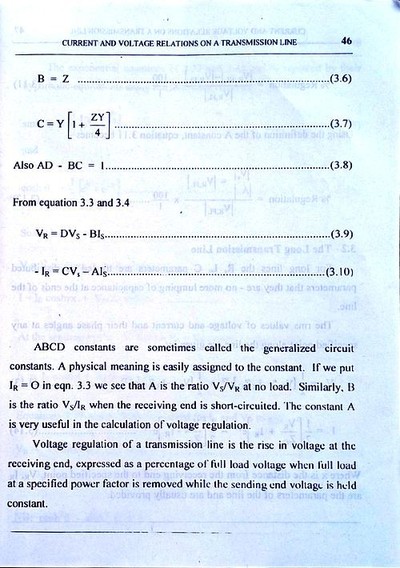 CURRENT AND VOLTAGE RELATIONS ON A TRANSMISSION LINE 46
B = Z ..........................................................................(3.6)
C = Y [1 + ZY/4] ................................................................(3.7)
Also AD - BC = 1..................................................................(3.8)
From equation 3.3 and 3.4
V_R = DV_S - BI_S..................................................................(3.9)
- I_R = CV_s - AI_S..................................................................(3.10)
ABCD constants are sometimes called the generalized circuit
constants. A physical meaning is easily assigned to the constant. If we put
I_R = O in eqn. 3.3 we see that A is the ratio V_S/V_R at no load. Similarly, B
is the ratio V_S/I_R when the receiving end is short-circuited. The constant A
is very useful in the calculation of voltage regulation.
Voltage regulation of a transmission line is the rise in voltage at the
receiving end, expressed as a percentage of full load voltage when full load
at a specified power factor is removed while the sending end voltage is held
constant.